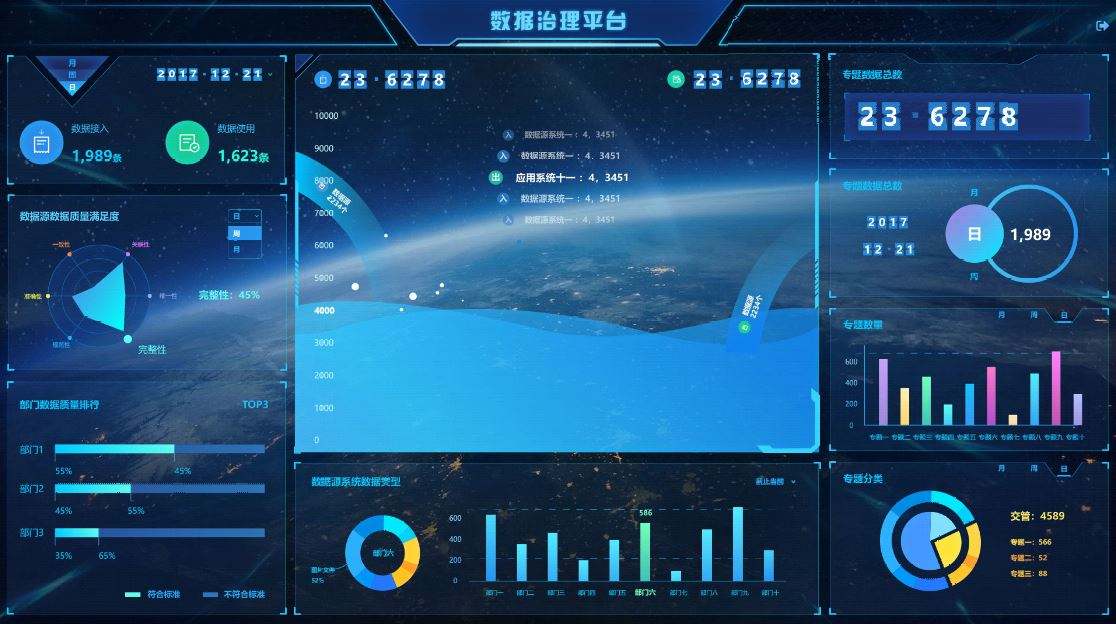 数据治理平台
月
周
日
2017·12·21
数据接入
1,989条
数据使用
1,623条
数据源数据质量满足度
日
周
月
一致性
关联性
准确性
唯一性
规范性
完整性
完整性：45%
部门数据质量排行
TOP3
部门1
55%
45%
部门2
45%
55%
部门3
35%
65%
符合标准
不符合标准
23·6278
23·6278
10000
9000
8000
7000
6000
5000
4000
3000
2000
1000
0
数据源系统一：4，3451
数据源系统一：4．3451
出 应用系统十一：4，3451
数据源系统一：4．3451
数据源系统一：4．3451
数据源
2234个
数据源
2234个
数据源系统数据类型
截止当前
部门六
图片文件
52%
600
400
200
0
586
部门一 部门二 部门三 部门四 部门五 部门六 部门七 部门八 部门九 部门十
专题数据总数
23·6278
专题数据总数
2017
12·21
月
日
周
1,989
专题数量
月 周 日
600
400
200
0
专题一 专题二 专题三 专题四 专题五 专题六 专题七 专题八 专题九 专题十
专题分类
月 周 日
交管：4589
专题一：566
专题二：52
专题三：88